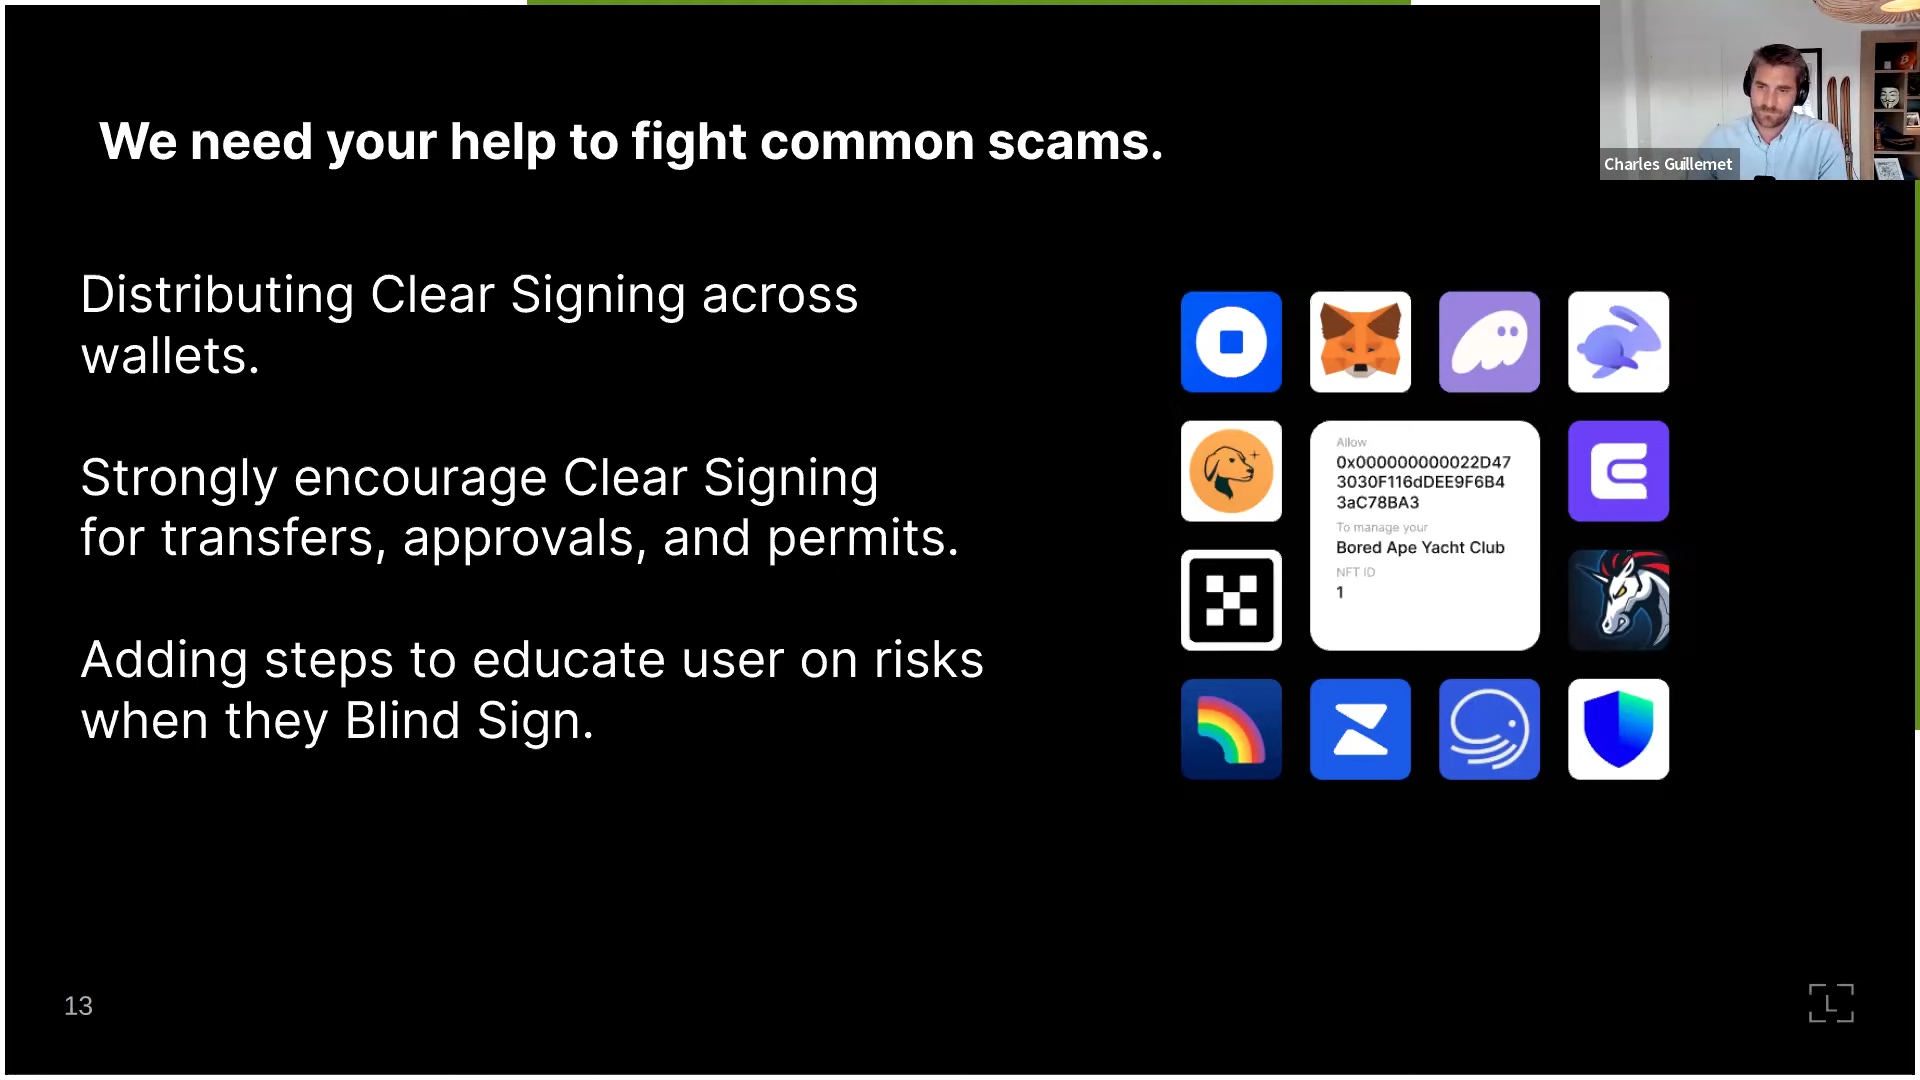 We need your help to fight common scams.
Charles Guillemet
Distributing Clear Signing across
wallets.
Strongly encourage Clear Signing
for transfers, approvals, and permits.
Adding steps to educate user on risks
when they Blind Sign.
Allow
0x000000000022D47
3030F116dDEE9F6B4
3aC78BA3
To manage your
Bored Ape Yacht Club
NFT ID
1
13
L